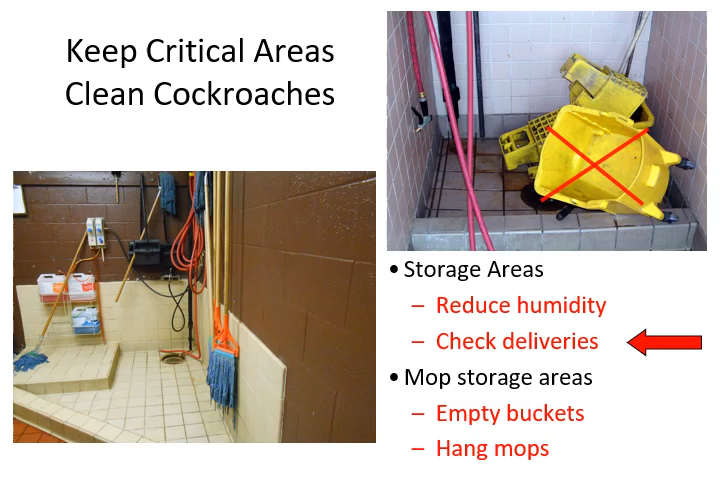 Keep Critical Areas
Clean Cockroaches
• Storage Areas
– Reduce humidity
– Check deliveries
• Mop storage areas
– Empty buckets
– Hang mops